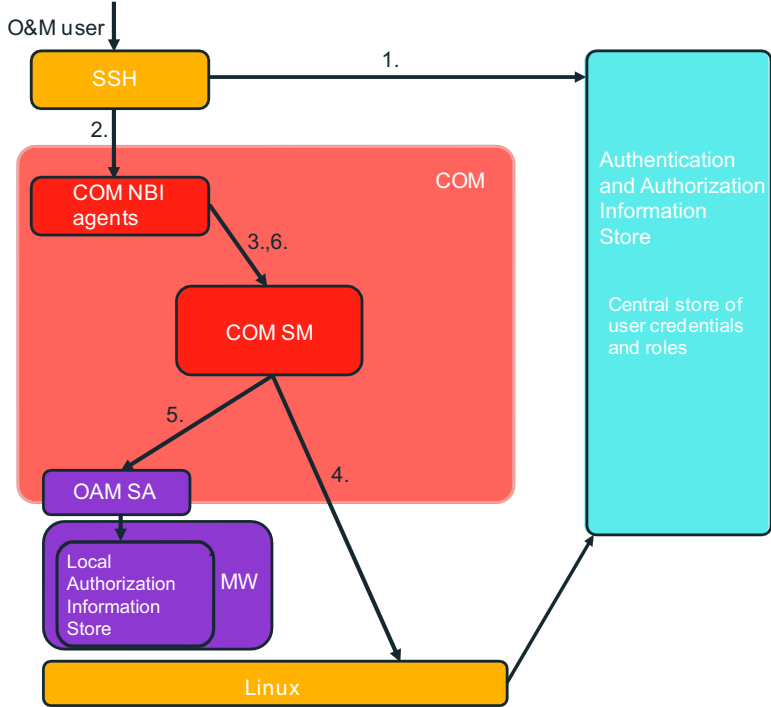 O&M user
SSH
1.
2.
COM
COM NBI
agents
3.,6.
COM SM
5.
4.
OAM SA
Local
Authorization
Information
Store
MW
Linux
Authentication
and Authorization
Information
Store
Central store of
user credentials
and roles